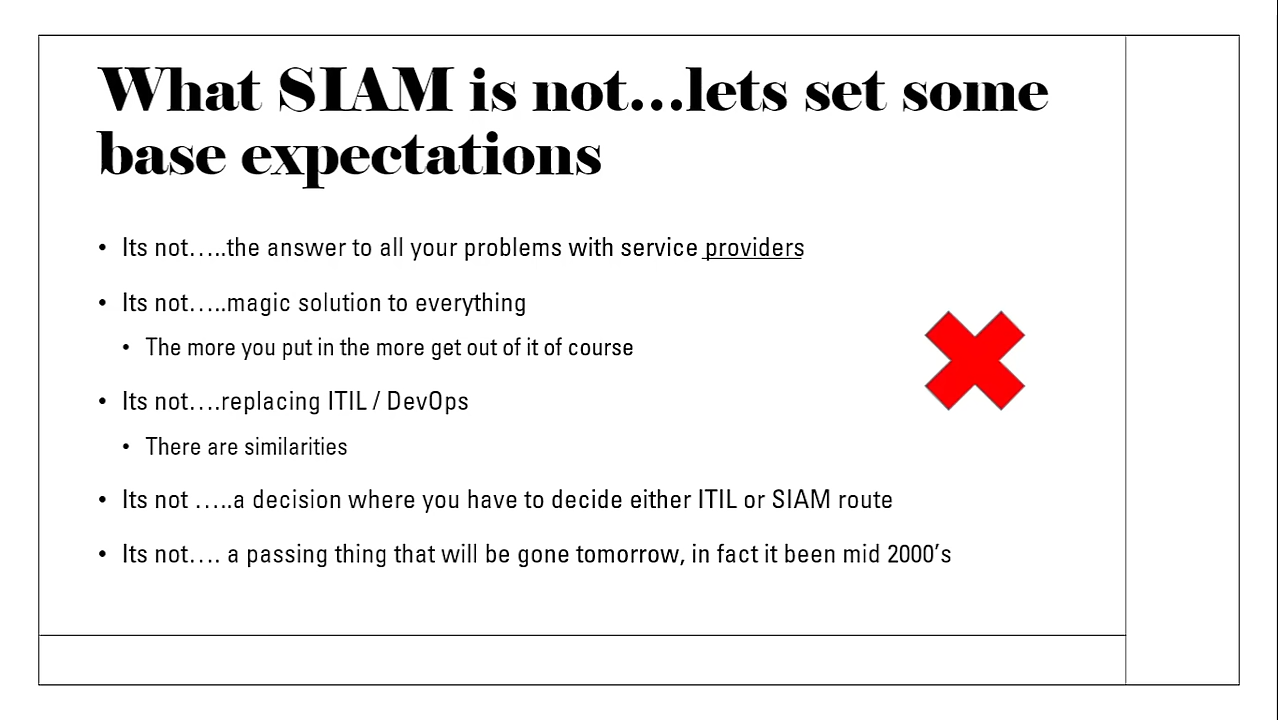 What SIAM is not...lets set some
base expectations
• Its not.....the answer to all your problems with service providers
• Its not.....magic solution to everything
• The more you put in the more get out of it of course
• Its not....replacing ITIL / DevOps
• There are similarities
• Its not .....a decision where you have to decide either ITIL or SIAM route
• Its not.... a passing thing that will be gone tomorrow, in fact it been mid 2000’s